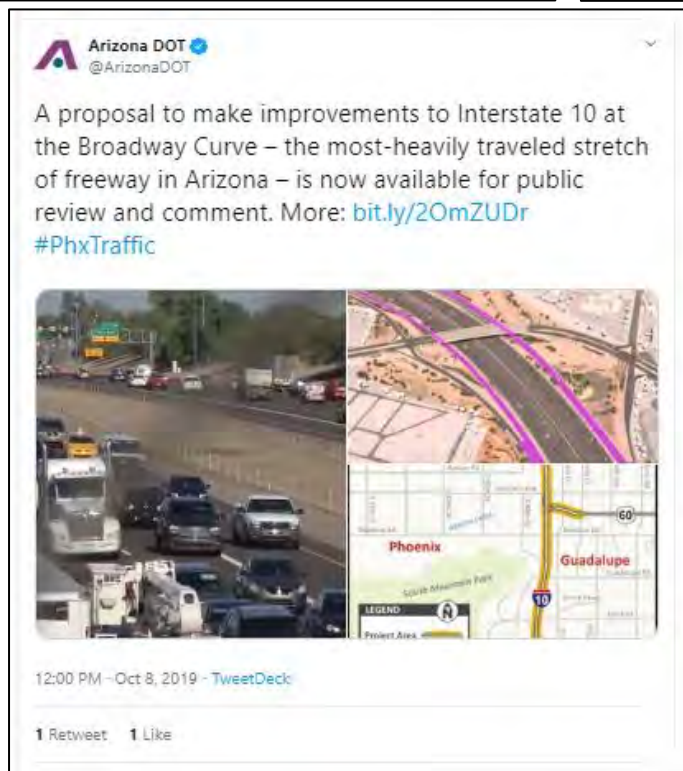 Arizona DOT
@ArizonaDOT
A proposal to make improvements to Interstate 10 at
the Broadway Curve – the most-heavily traveled stretch
of freeway in Arizona – is now available for public
review and comment. More: bit.ly/2OmZUDr
#PhxTraffic
60
Phoenix
Guadalupe
South Mountain Park
10
LEGEND
N
Project Area
12:00 PM · Oct 8, 2019 · TweetDeck
1 Retweet 1 Like